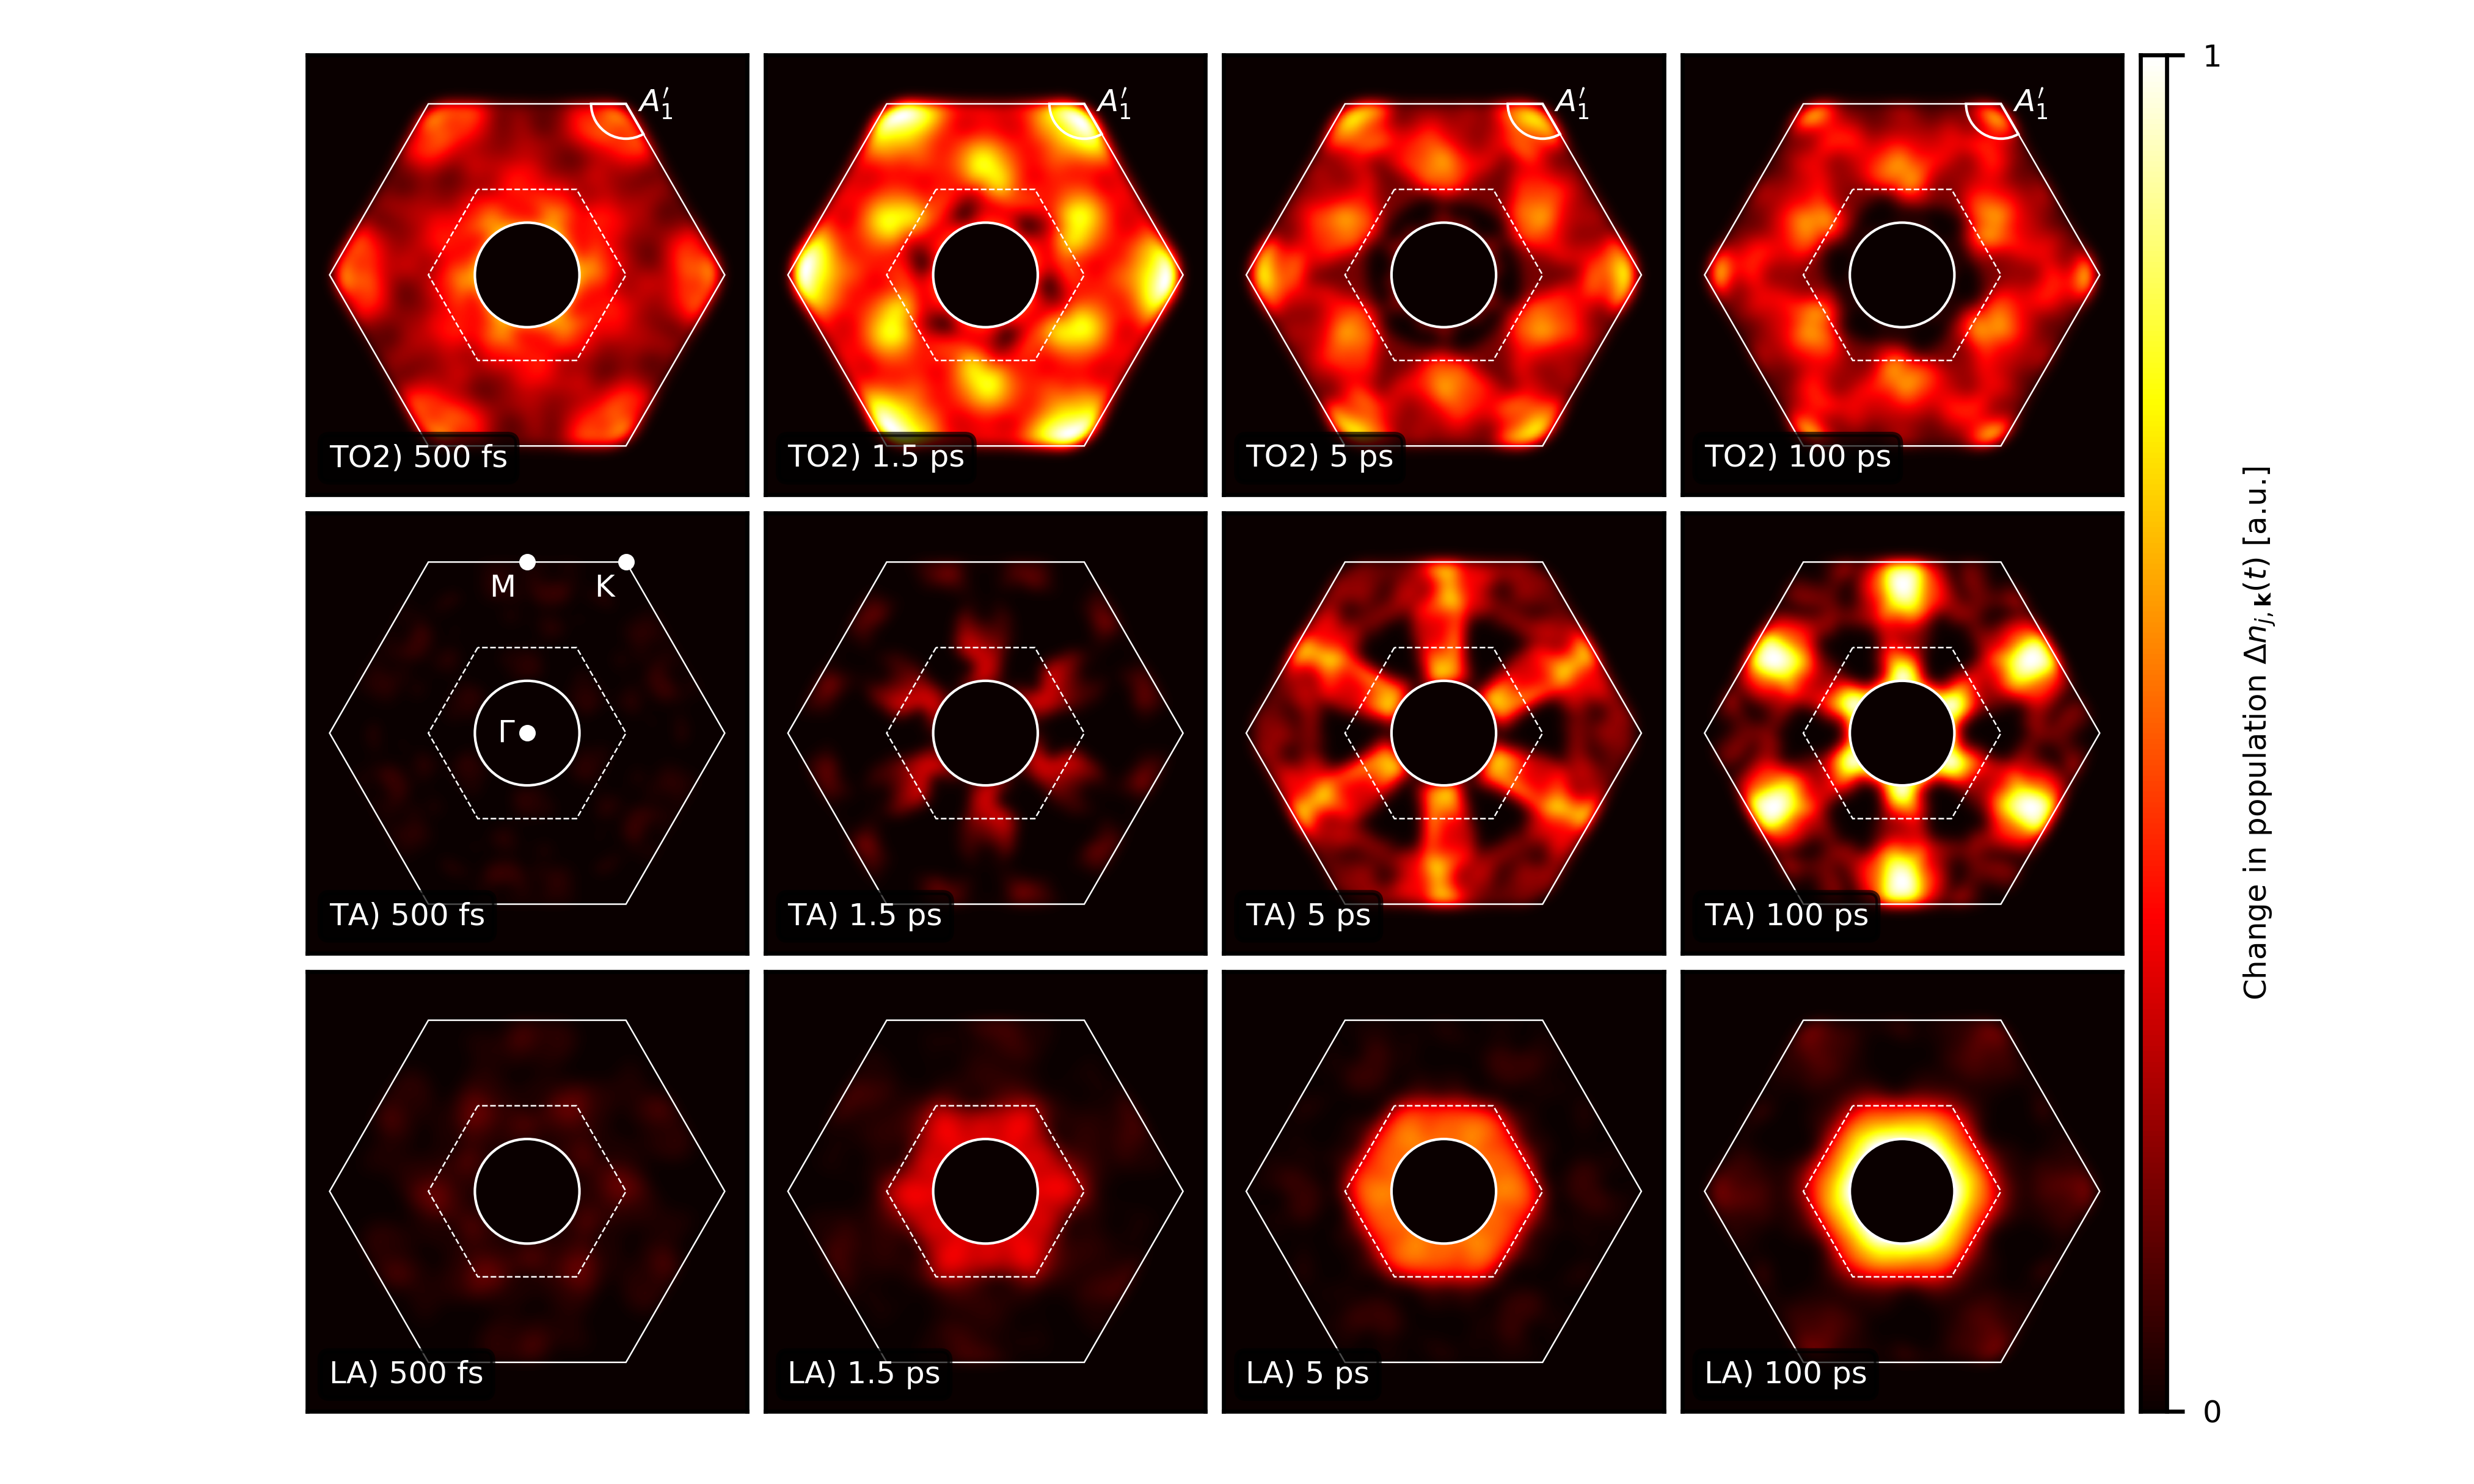 A′₁
A′₁
A′₁
A′₁
TO2) 500 fs
TO2) 1.5 ps
TO2) 5 ps
TO2) 100 ps
M
K
Γ
TA) 500 fs
TA) 1.5 ps
TA) 5 ps
TA) 100 ps
LA) 500 fs
LA) 1.5 ps
LA) 5 ps
LA) 100 ps
1
Change in population Δn_{j, k}(t) [a.u.]
0